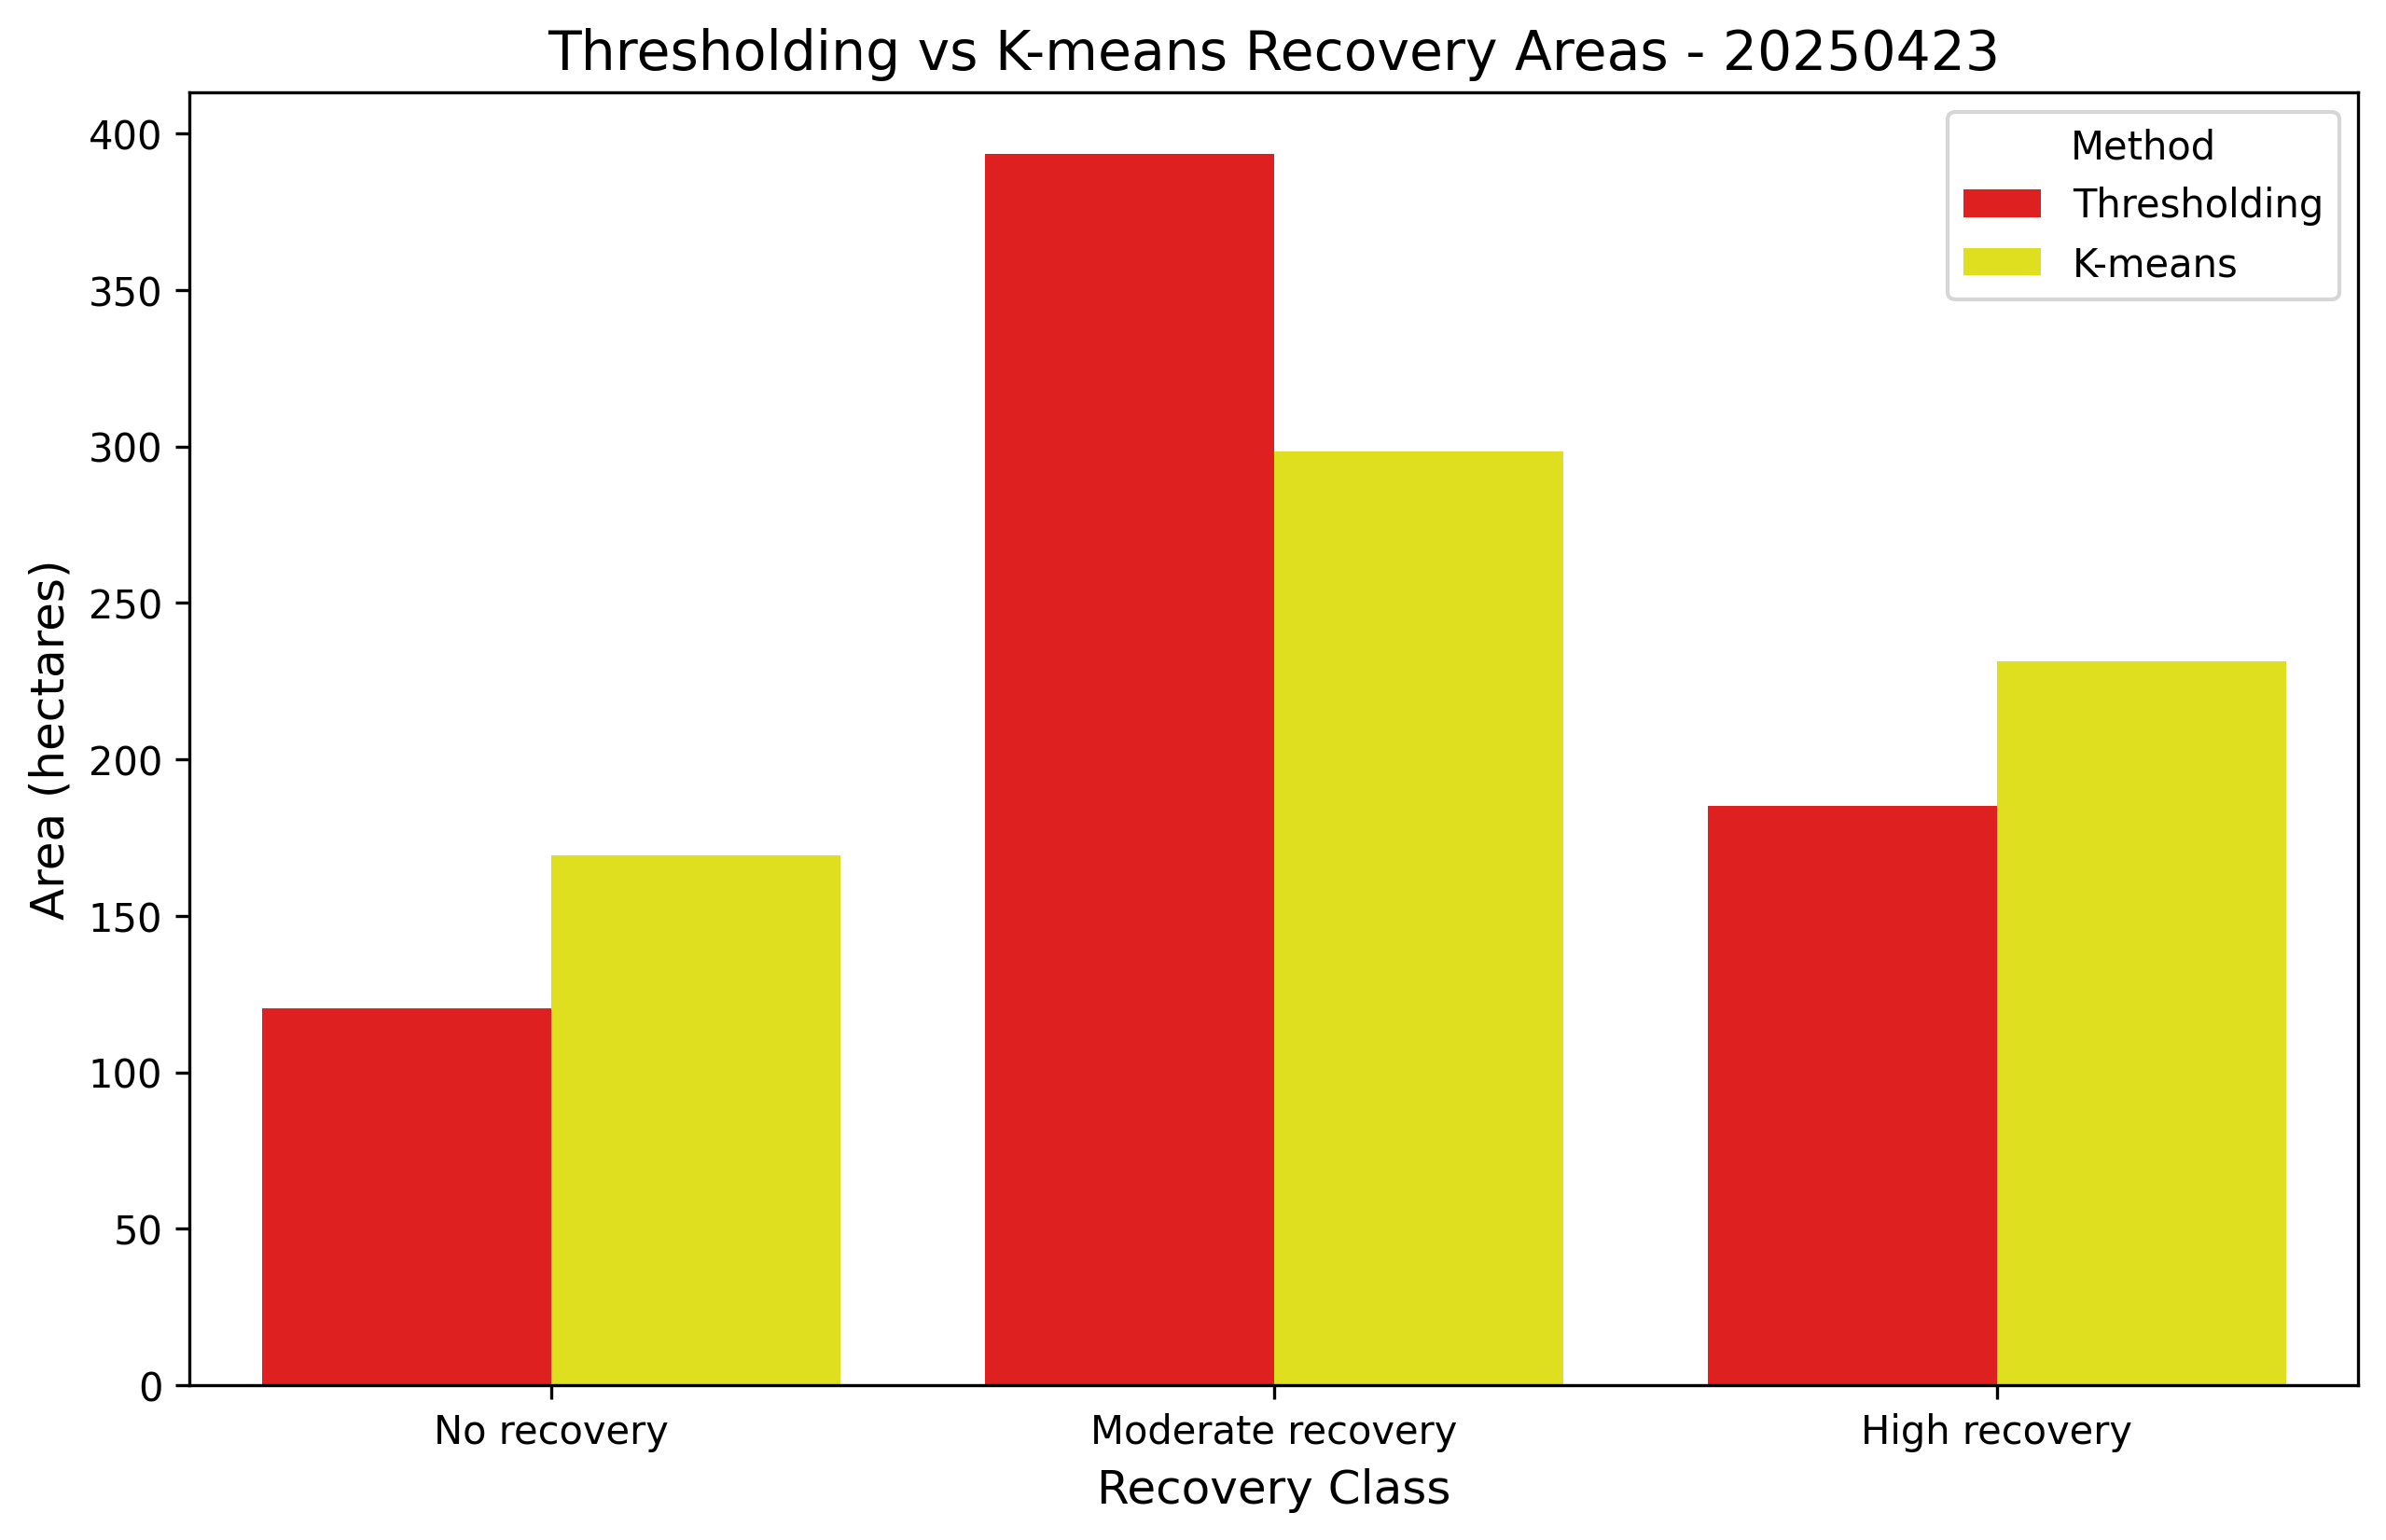 Thresholding vs K-means Recovery Areas - 20250423
Method
Thresholding
K-means
Area (hectares)
400
350
300
250
200
150
100
50
0
No recovery
Moderate recovery
High recovery
Recovery Class